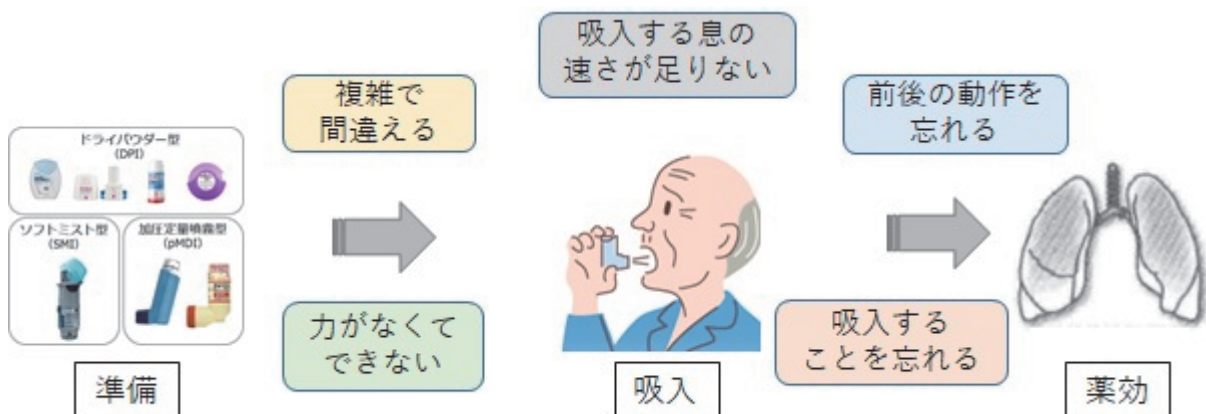 ドライパウダー型
(DPI)
ソフトミスト型
(SMI)
加圧定量噴霧型
(pMDI)
準備
複雑で
間違える
力がなくて
できない
吸入する息の
速さが足りない
吸入
前後の動作を
忘れる
吸入する
ことを忘れる
薬効